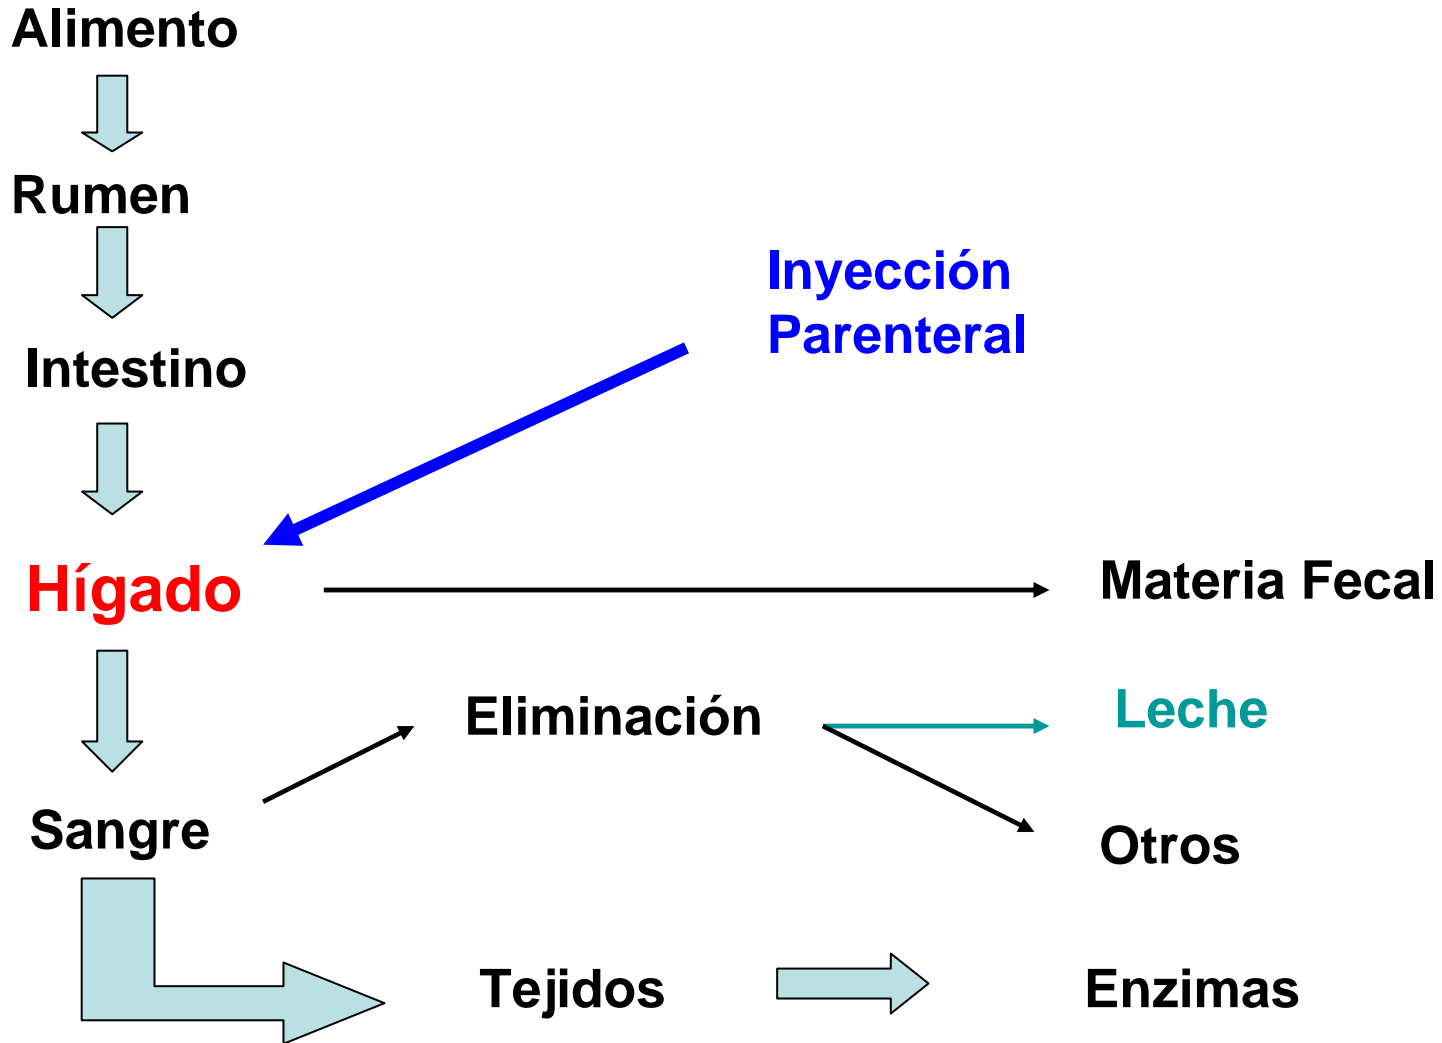 Alimento
Rumen
Inyección
Parenteral
Intestino
Hígado
Materia Fecal
Eliminación
Leche
Sangre
Otros
Tejidos
Enzimas